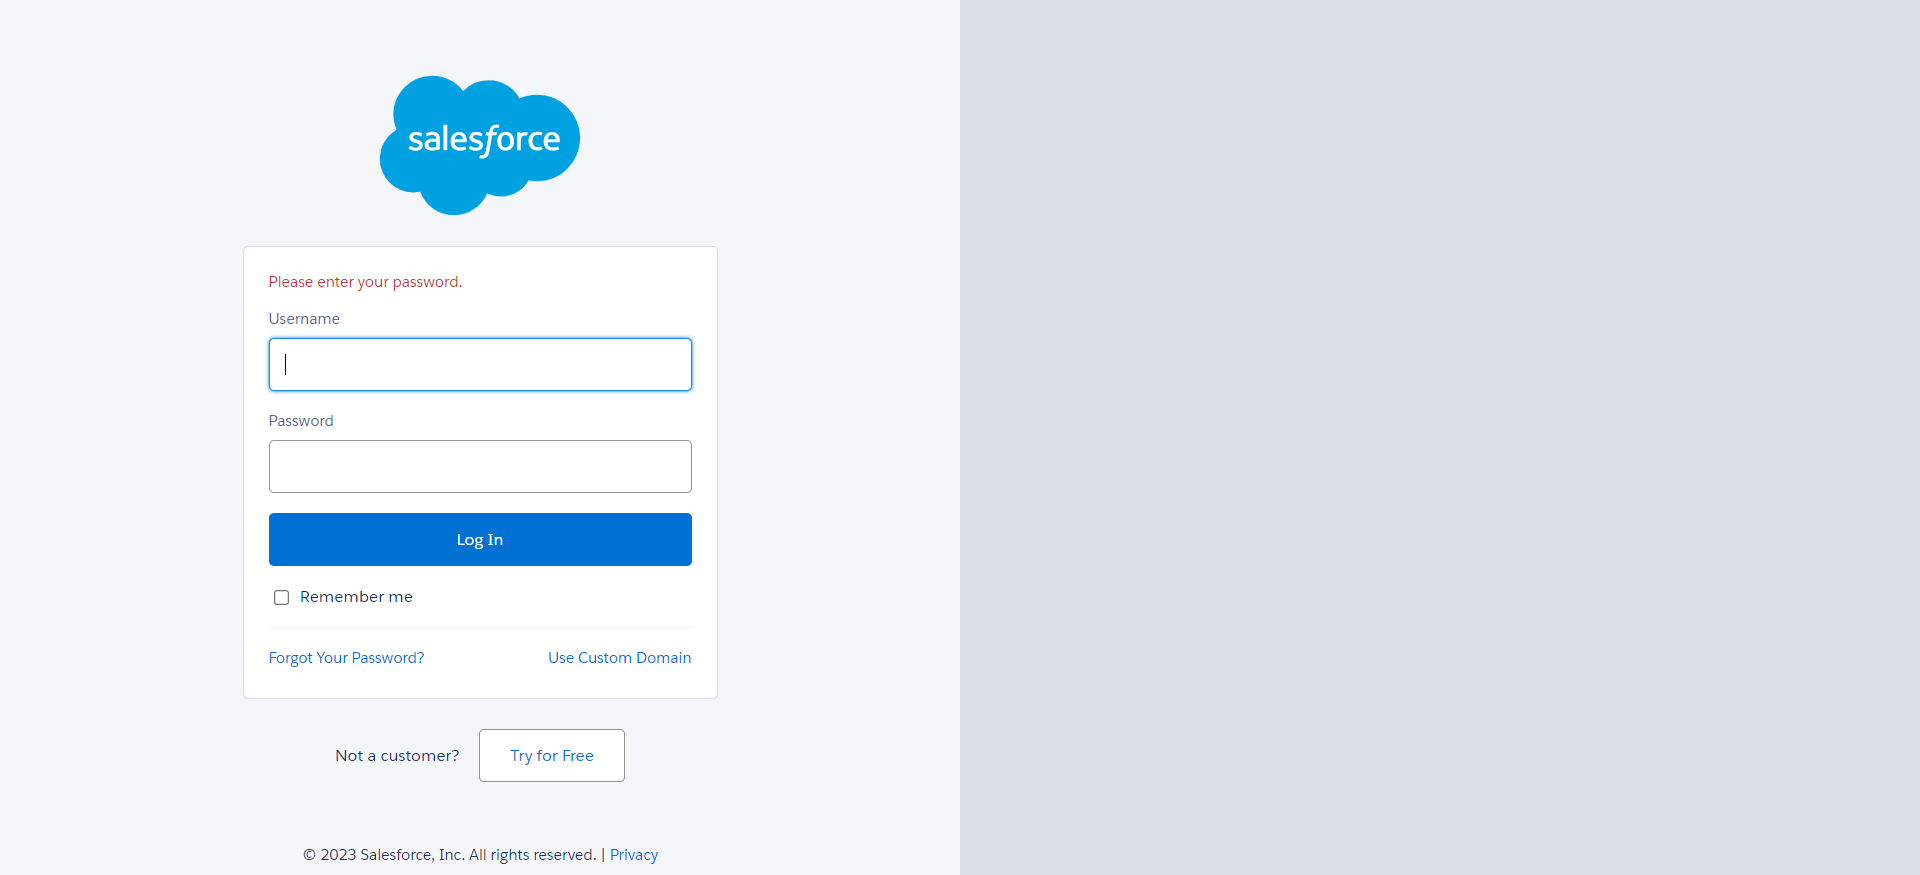 salesforce
Please enter your password.
Username
Password
Log In
Remember me
Forgot Your Password? Use Custom Domain
Not a customer? Try for Free
© 2023 Salesforce, Inc. All rights reserved. | Privacy